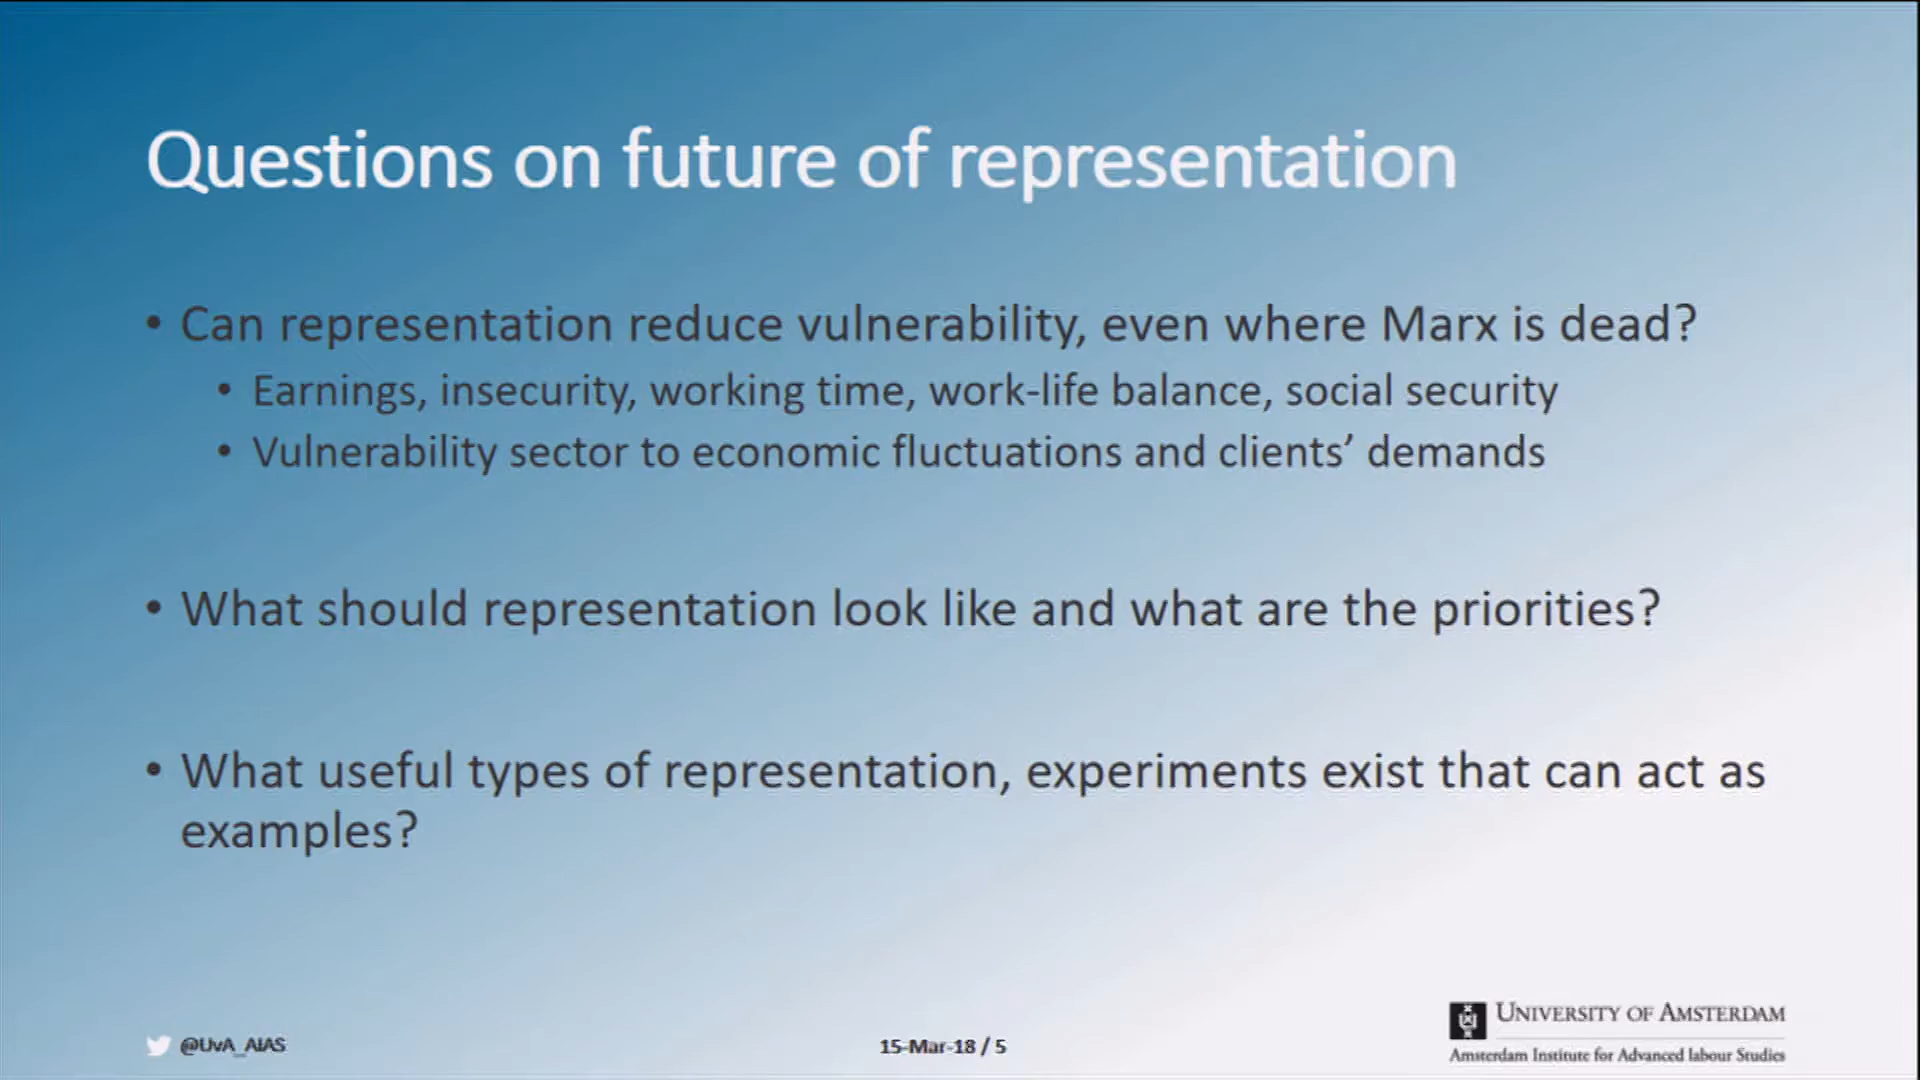 Questions on future of representation
• Can representation reduce vulnerability, even where Marx is dead?
• Earnings, insecurity, working time, work-life balance, social security
• Vulnerability sector to economic fluctuations and clients’ demands
• What should representation look like and what are the priorities?
• What useful types of representation, experiments exist that can act as
examples?
@UvA_AIAS
15-Mar-18 / 5
University of Amsterdam
Amsterdam Institute for Advanced labour Studies